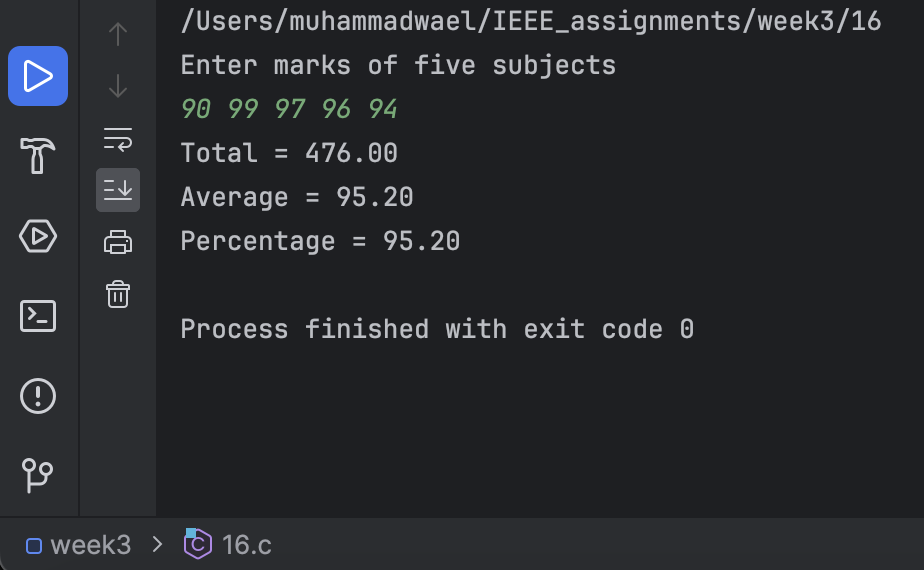 /Users/muhammadwael/IEEE_assignments/week3/16
Enter marks of five subjects
90 99 97 96 94
Total = 476.00
Average = 95.20
Percentage = 95.20
Process finished with exit code 0
week3 > 16.c